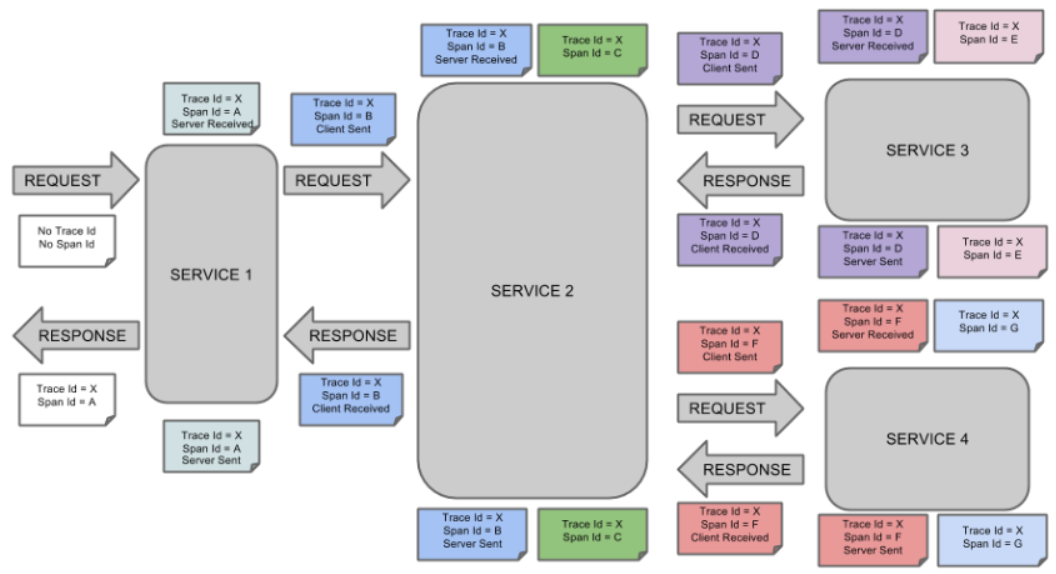 Trace Id = X
Span Id = B
Server Received
Trace Id = X
Span Id = C
Trace Id = X
Span Id = D
Client Sent
Trace Id = X
Span Id = D
Server Received
Trace Id = X
Span Id = E
Trace Id = X
Span Id = A
Server Received
Trace Id = X
Span Id = B
Client Sent
REQUEST
SERVICE 3
REQUEST
REQUEST
RESPONSE
No Trace Id
No Span Id
Trace Id = X
Span Id = D
Client Received
Trace Id = X
Span Id = D
Server Sent
Trace Id = X
Span Id = E
SERVICE 1
SERVICE 2
RESPONSE
RESPONSE
Trace Id = X
Span Id = F
Client Sent
Trace Id = X
Span Id = F
Server Received
Trace Id = X
Span Id = G
Trace Id = X
Span Id = A
Trace Id = X
Span Id = B
Client Received
REQUEST
SERVICE 4
Trace Id = X
Span Id = A
Server Sent
RESPONSE
Trace Id = X
Span Id = B
Server Sent
Trace Id = X
Span Id = C
Trace Id = X
Span Id = F
Client Received
Trace Id = X
Span Id = F
Server Sent
Trace Id = X
Span Id = G